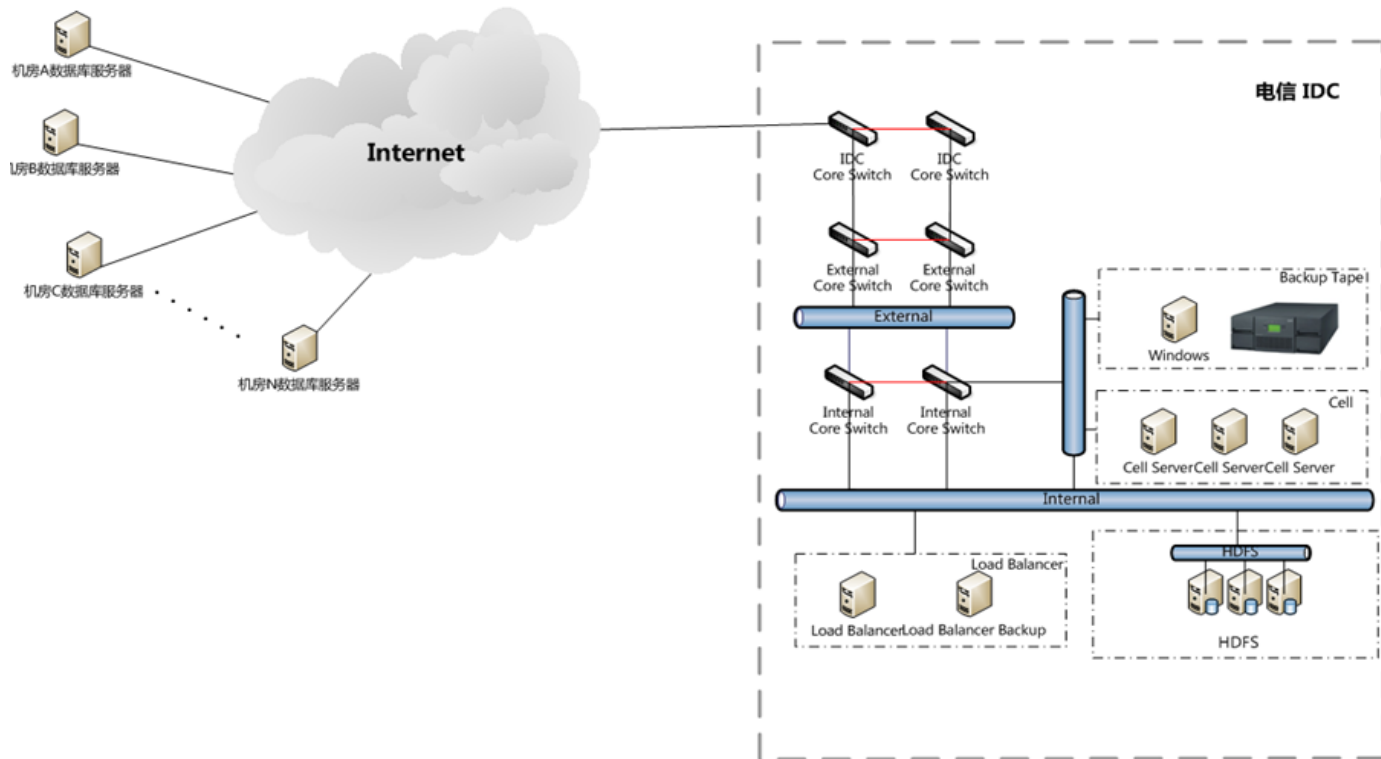 机房A数据库服务器
机房B数据库服务器
机房C数据库服务器
机房N数据库服务器
Internet
电信 IDC
IDC
Core Switch
IDC
Core Switch
External
Core Switch
External
Core Switch
External
Internal
Core Switch
Internal
Core Switch
Backup Tape
Windows
Cell
Cell Server
Cell Server
Cell Server
Internal
Load Balancer
Load Balancer
Load Balancer Backup
HDFS
HDFS